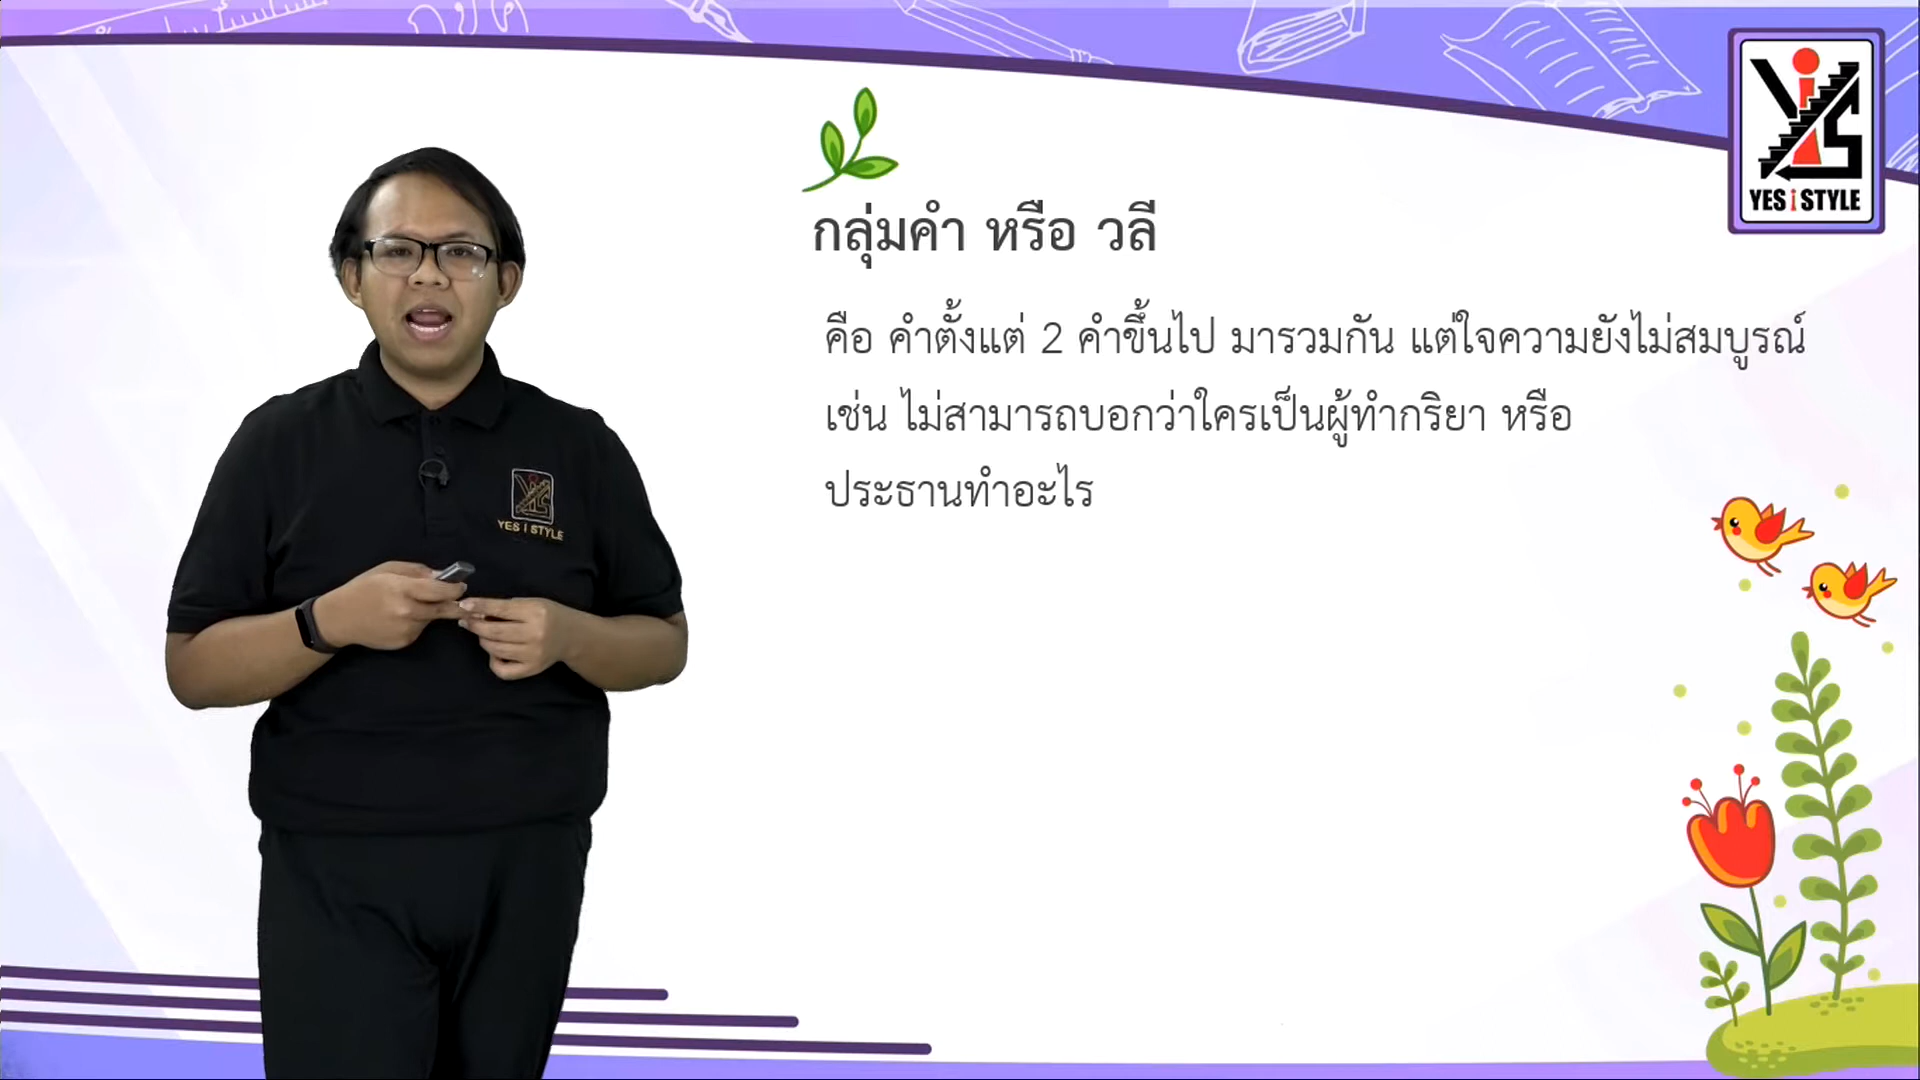 ก ข ค
YiS
YES i STYLE
กลุ่มคำ หรือ วลี
คือ คำตั้งแต่ 2 คำขึ้นไป มารวมกัน แต่ใจความยังไม่สมบูรณ์
เช่น ไม่สามารถบอกว่าใครเป็นผู้ทำกริยา หรือ
ประธานทำอะไร
YiS
YES i STYLE